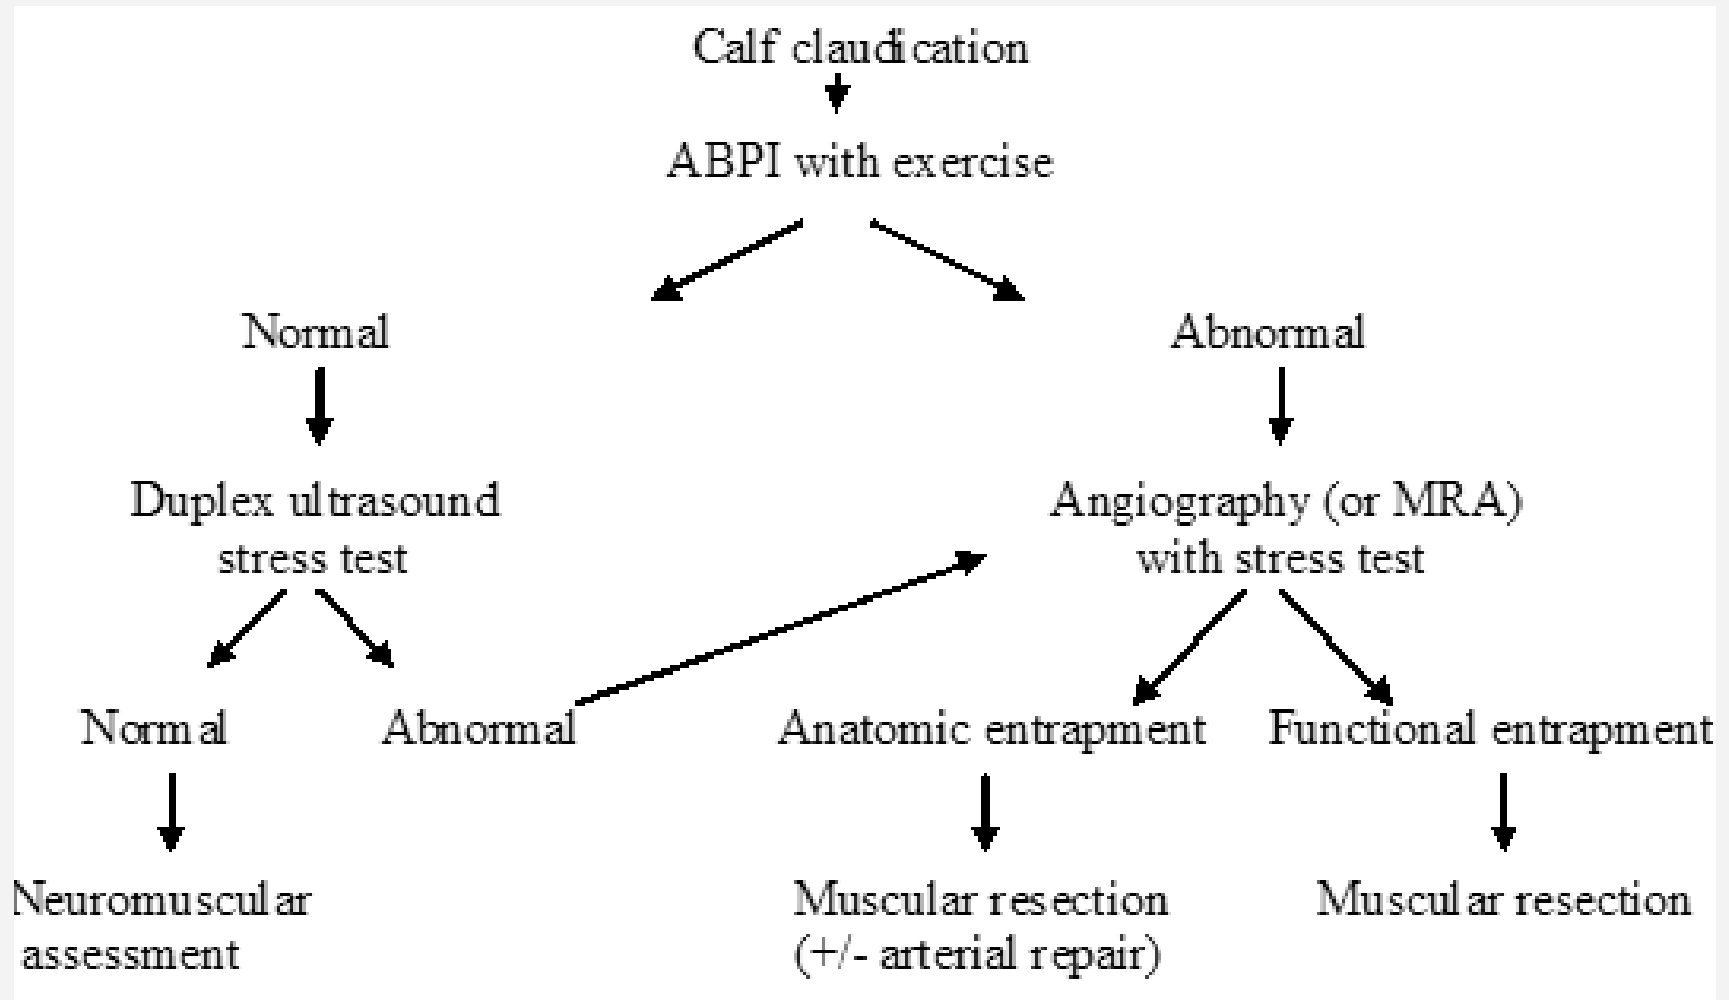 Calf claudication
ABPI with exercise
Normal
Abnormal
Duplex ultrasound
stress test
Angiography (or MRA)
with stress test
Normal
Abnormal
Anatomic entrapment
Functional entrapment
Neuromuscular
assessment
Muscular resection
(+/- arterial repair)
Muscular resection